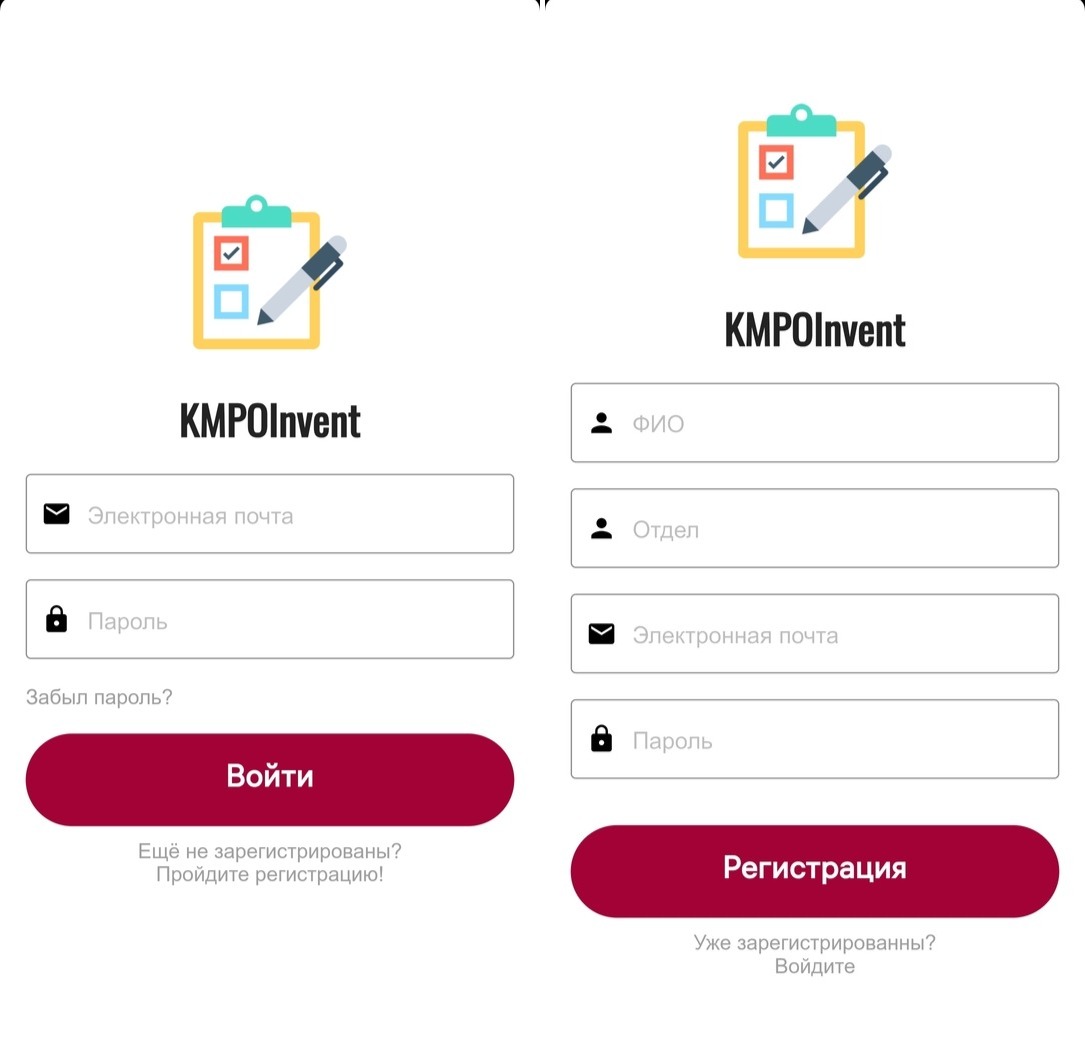 KMPOInvent
Электронная почта
Пароль
Забыл пароль?
Войти
Ещё не зарегистрированы?
Пройдите регистрацию!
KMPOInvent
ФИО
Отдел
Электронная почта
Пароль
Регистрация
Уже зарегистрированны?
Войдите